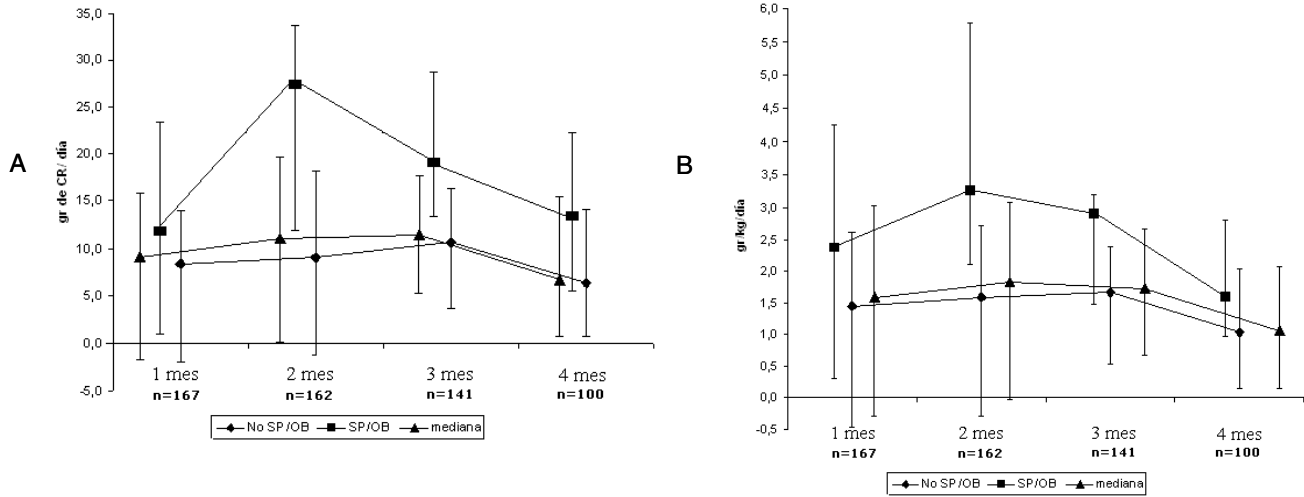 A
gr de CR/ día
35,0
30,0
25,0
20,0
15,0
10,0
5,0
0,0
-5,0
1 mes 2 mes 3 mes 4 mes
n=167 n=162 n=141 n=100
No SP/OB SP/OB mediana
B
gr/kg/día
6,0
5,5
5,0
4,5
4,0
3,5
3,0
2,5
2,0
1,5
1,0
0,5
0,0
-0,5
1 mes 2 mes 3 mes 4 mes
n=167 n=162 n=141 n=100
No SP/OB SP/OB mediana